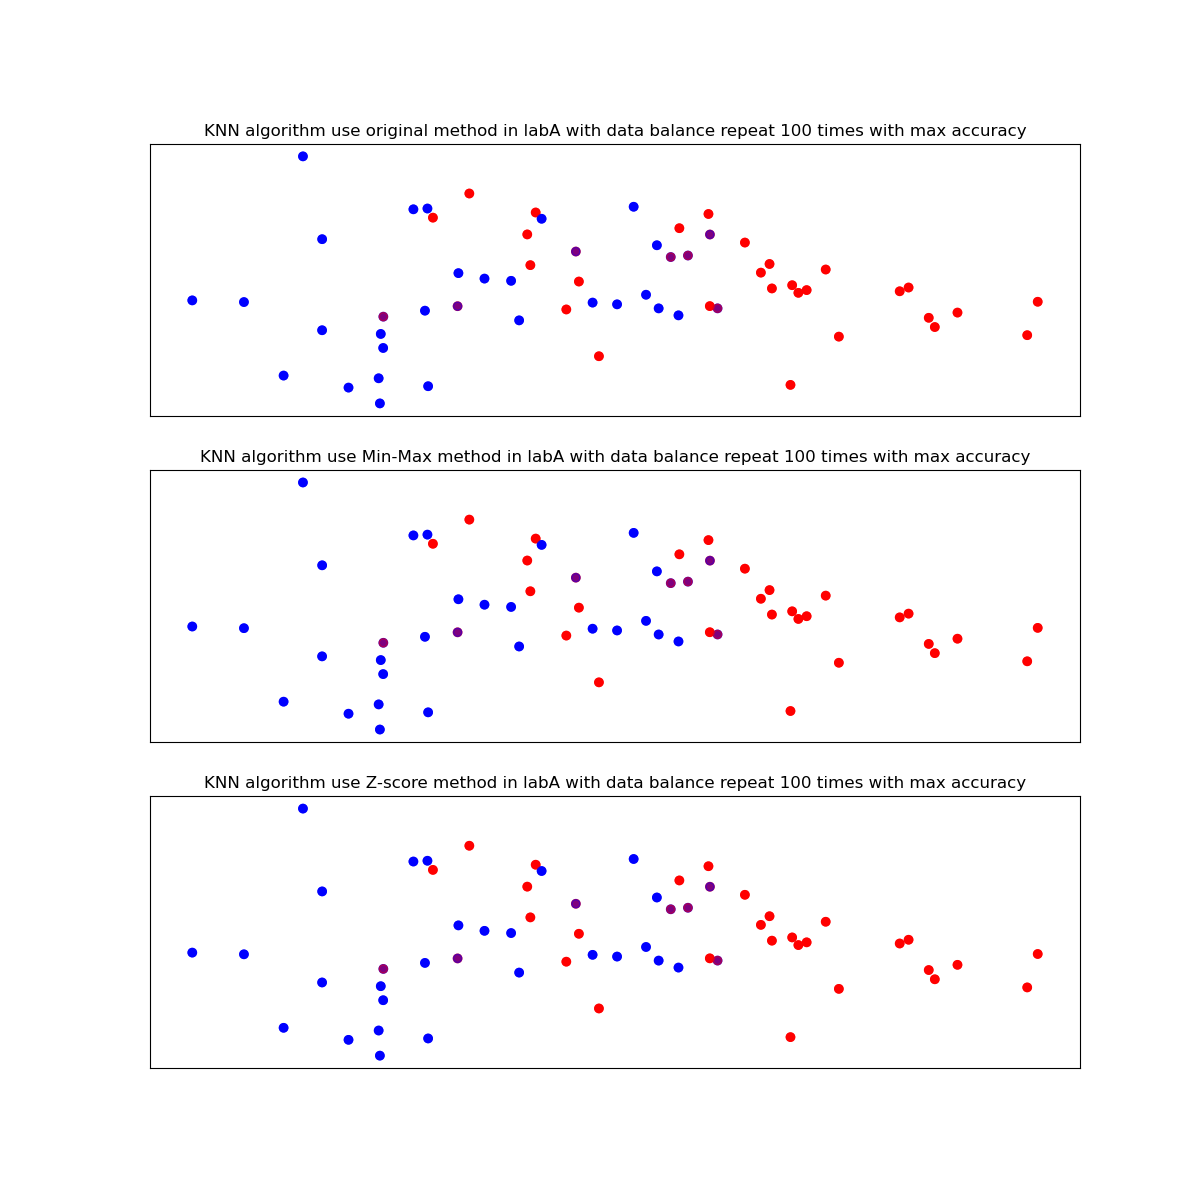 KNN algorithm use original method in labA with data balance repeat 100 times with max accuracy
KNN algorithm use Min-Max method in labA with data balance repeat 100 times with max accuracy
KNN algorithm use Z-score method in labA with data balance repeat 100 times with max accuracy